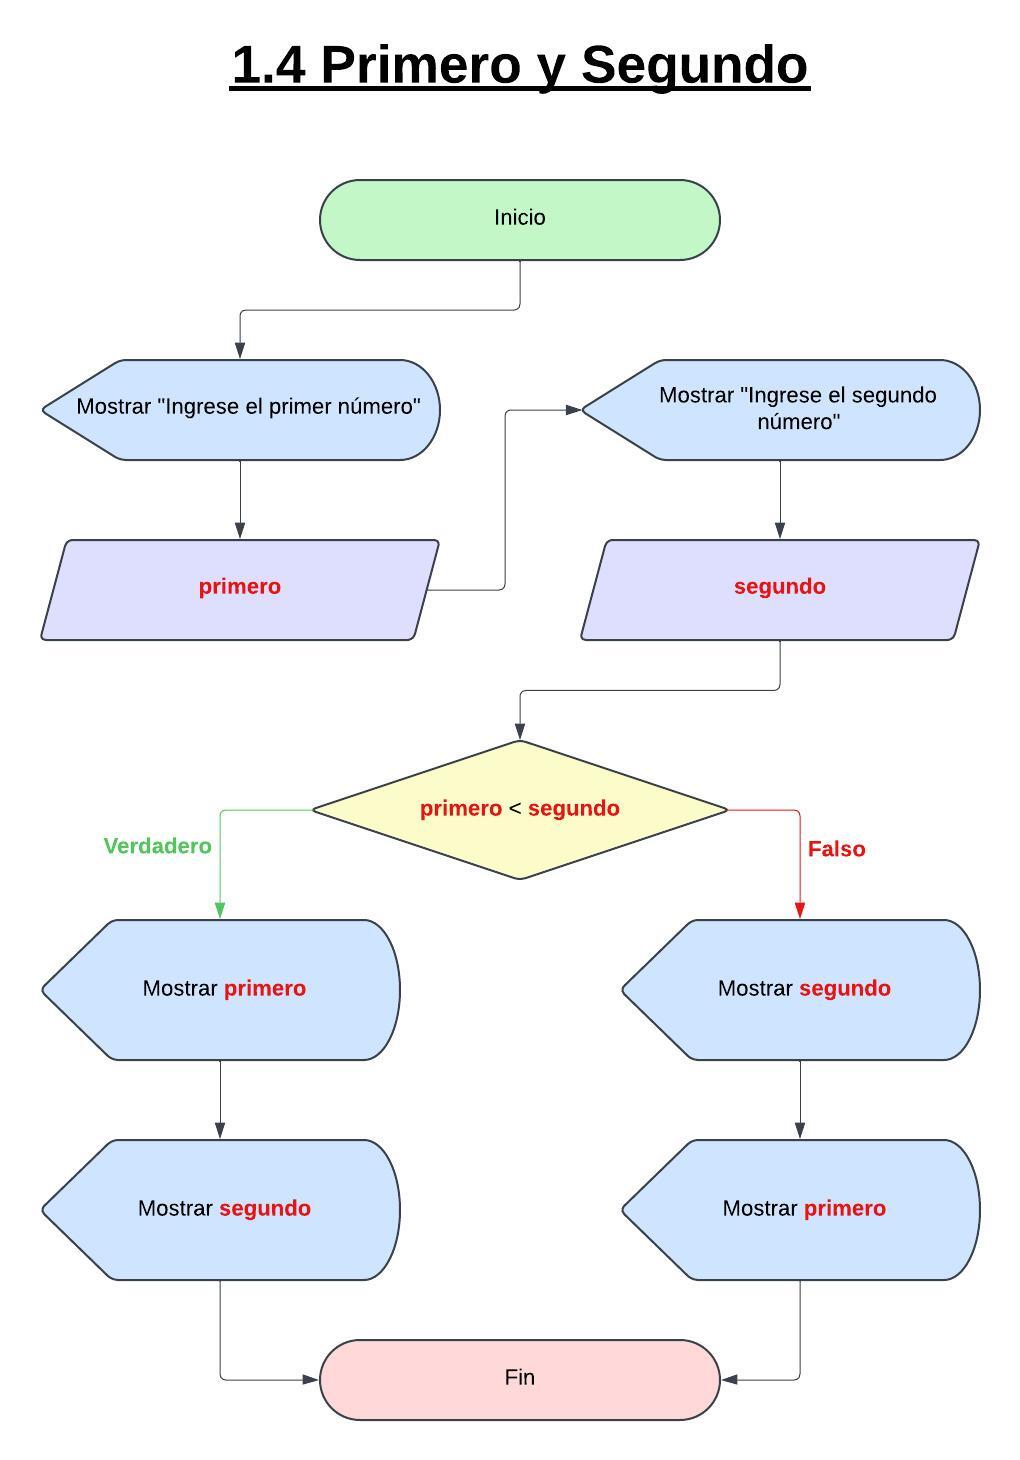 1.4 Primero y Segundo
Inicio
Mostrar "Ingrese el primer número"
primero
Mostrar "Ingrese el segundo
número"
segundo
primero < segundo
Verdadero
Falso
Mostrar primero
Mostrar segundo
Mostrar segundo
Mostrar primero
Fin